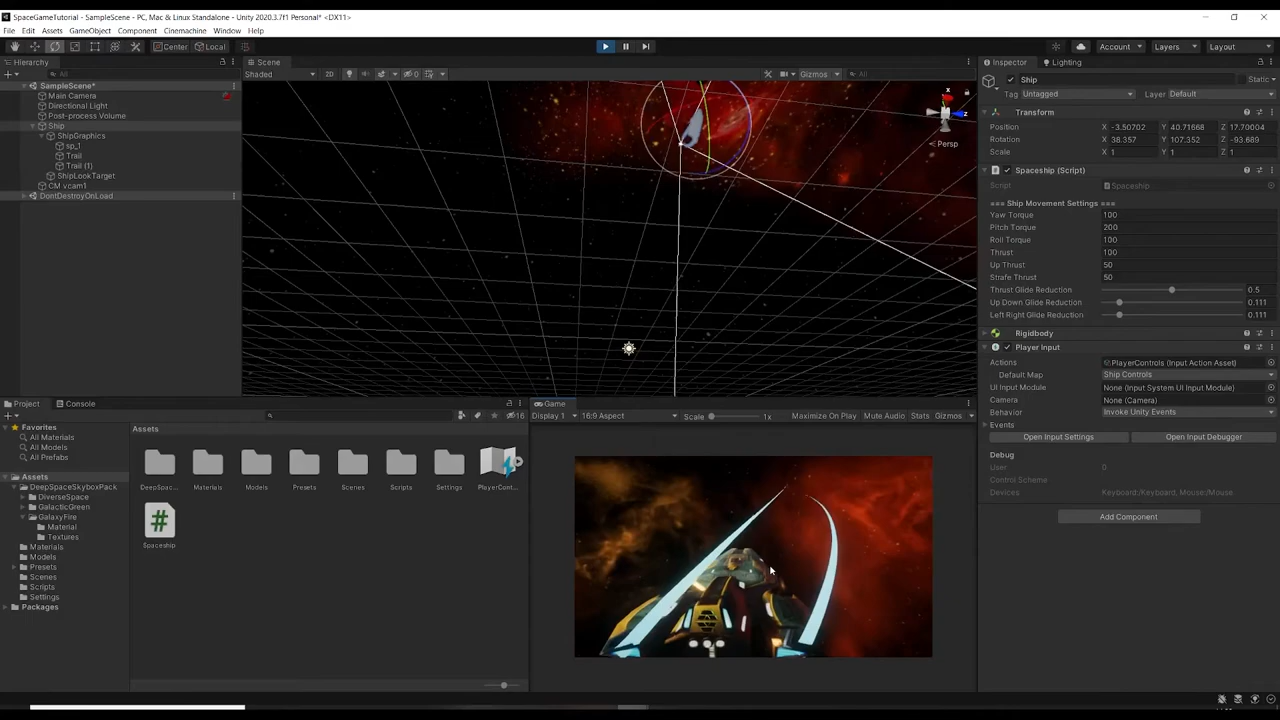 SpaceGameTutorial - SampleScene - PC, Mac & Linux Standalone - Unity 2020.3.7f1 Personal* <DX11>
File Edit Assets GameObject Component Cinemachine Window Help
Center Local Account Layers Layout
Hierarchy
All
SampleScene*
Main Camera
Directional Light
Post-process Volume
Ship
ShipGraphics
sp_1
Trail
Trail (1)
ShipLookTarget
CM vcam1
DontDestroyOnLoad
Scene
Shaded 2D 0 Gizmos All
x
z
Persp
Inspector Lighting
Ship Static
Tag Untagged Layer Default
Transform
Position X -3.50702 Y 40.71668 Z 17.70004
Rotation X 38.357 Y 107.352 Z -93.689
Scale X 1 Y 1 Z 1
Spaceship (Script)
Script Spaceship
=== Ship Movement Settings ===
Yaw Torque 100
Pitch Torque 200
Roll Torque 100
Thrust 100
Up Thrust 50
Strafe Thrust 50
Thrust Glide Reduction 0.5
Up Down Glide Reduction 0.111
Left Right Glide Reduction 0.111
Rigidbody
Player Input
Actions PlayerControls (Input Action Asset)
Default Map Ship Controls
UI Input Module None (Input System UI Input Module)
Camera None (Camera)
Behavior Invoke Unity Events
Events
Open Input Settings Open Input Debugger
Debug
User 0
Control Scheme
Devices Keyboard:/Keyboard, Mouse:/Mouse
Add Component
Project Console
16
Favorites
All Materials
All Models
All Prefabs
Assets
DeepSpaceSkyboxPack
DiverseSpace
GalacticGreen
GalaxyFire
Material
Textures
Materials
Models
Presets
Scenes
Scripts
Settings
Packages
Assets
DeepSpac... Materials Models Presets Scenes Scripts Settings PlayerCont...
#
Spaceship
Game
Display 1 16:9 Aspect Scale 1x Maximize On Play Mute Audio Stats Gizmos